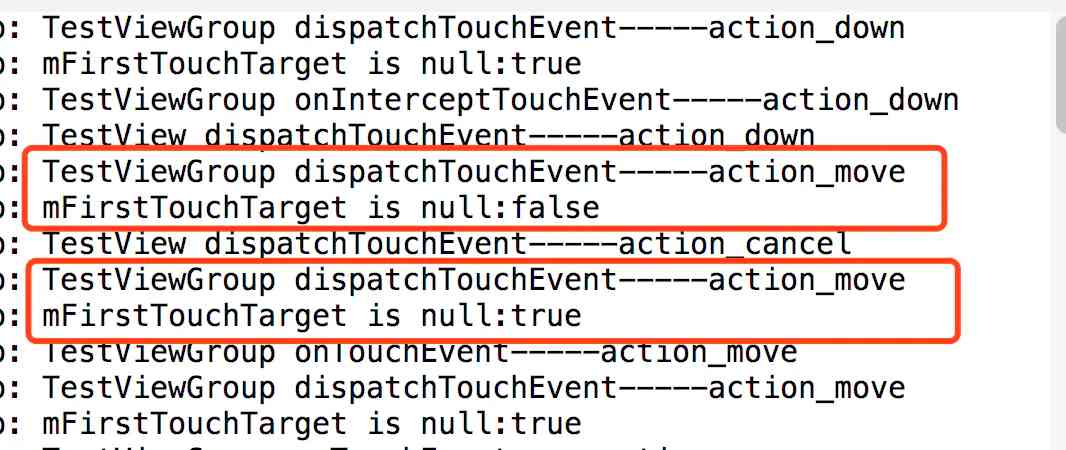 : TestViewGroup dispatchTouchEvent-----action_down
: mFirstTouchTarget is null:true
: TestViewGroup onInterceptTouchEvent-----action_down
: TestView dispatchTouchEvent-----action_down
: TestViewGroup dispatchTouchEvent-----action_move
: mFirstTouchTarget is null:false
: TestView dispatchTouchEvent-----action_cancel
: TestViewGroup dispatchTouchEvent-----action_move
: mFirstTouchTarget is null:true
: TestViewGroup onTouchEvent-----action_move
: TestViewGroup dispatchTouchEvent-----action_move
: mFirstTouchTarget is null:true